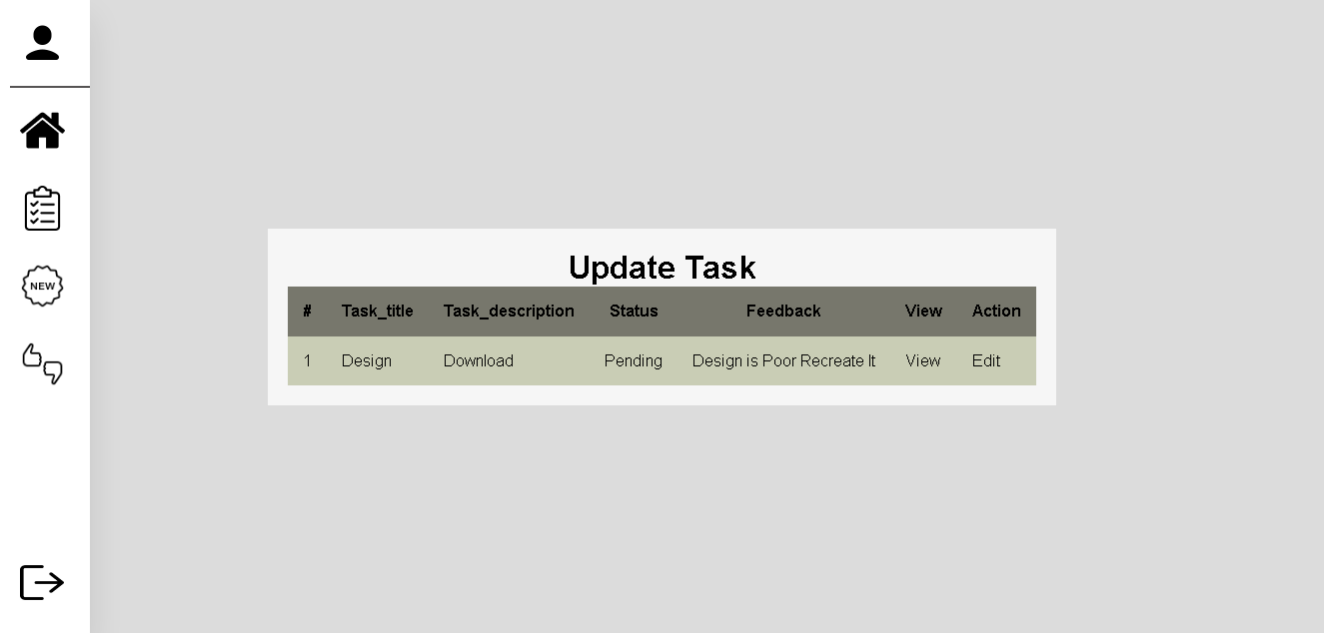 NEW
Update Task
# Task_title Task_description Status Feedback View Action
1 Design Download Pending Design is Poor Recreate It View Edit